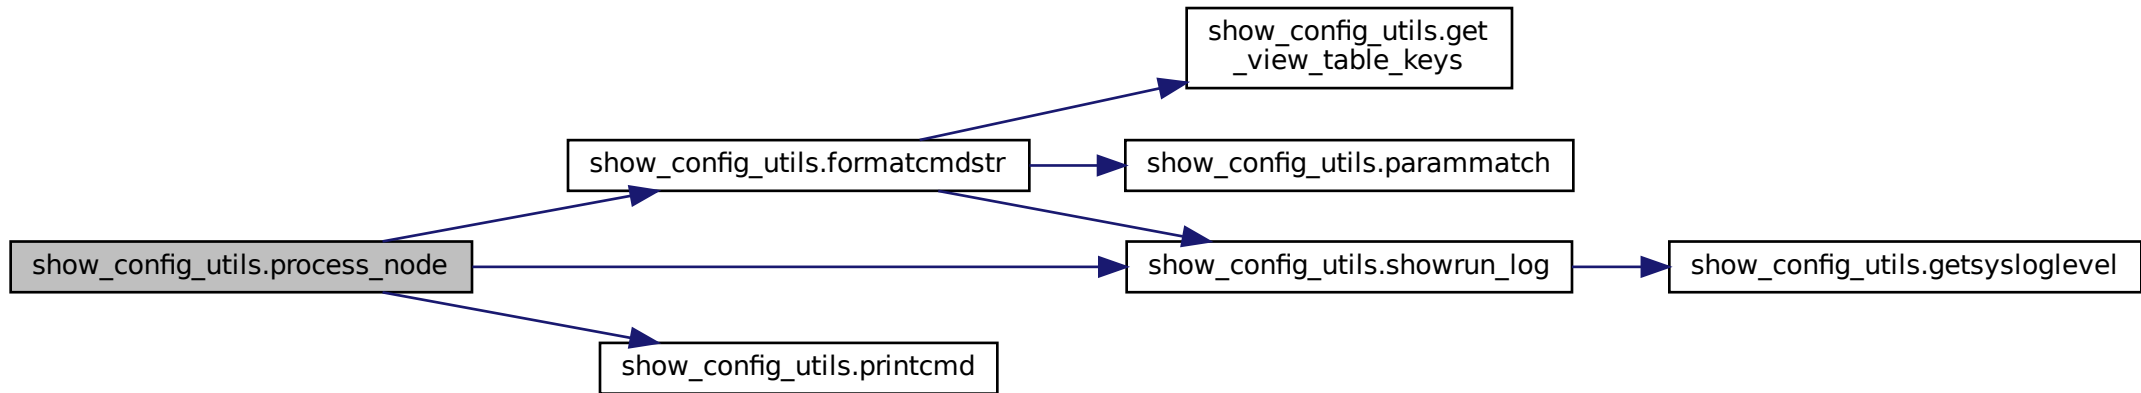 show_config_utils.get
_view_table_keys
show_config_utils.formatcmdstr
show_config_utils.parammatch
show_config_utils.process_node
show_config_utils.showrun_log
show_config_utils.getsysloglevel
show_config_utils.printcmd